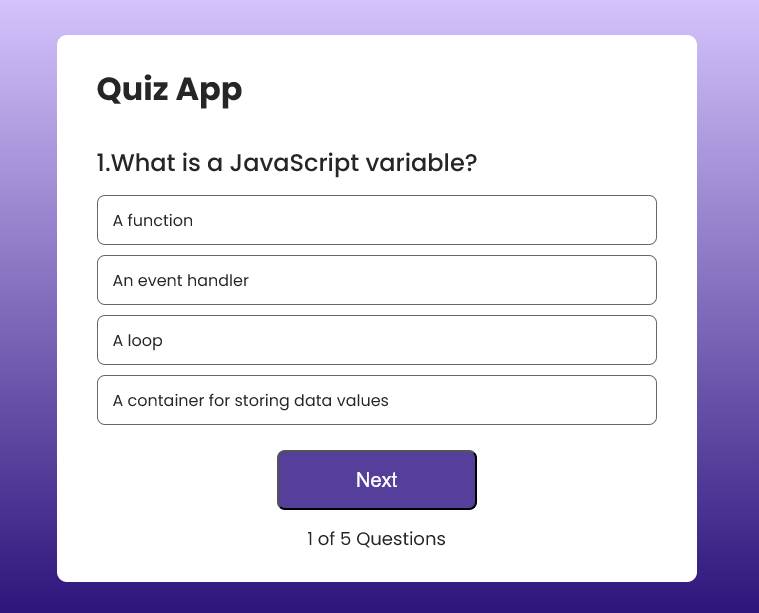 Quiz App
1.What is a JavaScript variable?
A function
An event handler
A loop
A container for storing data values
Next
1 of 5 Questions